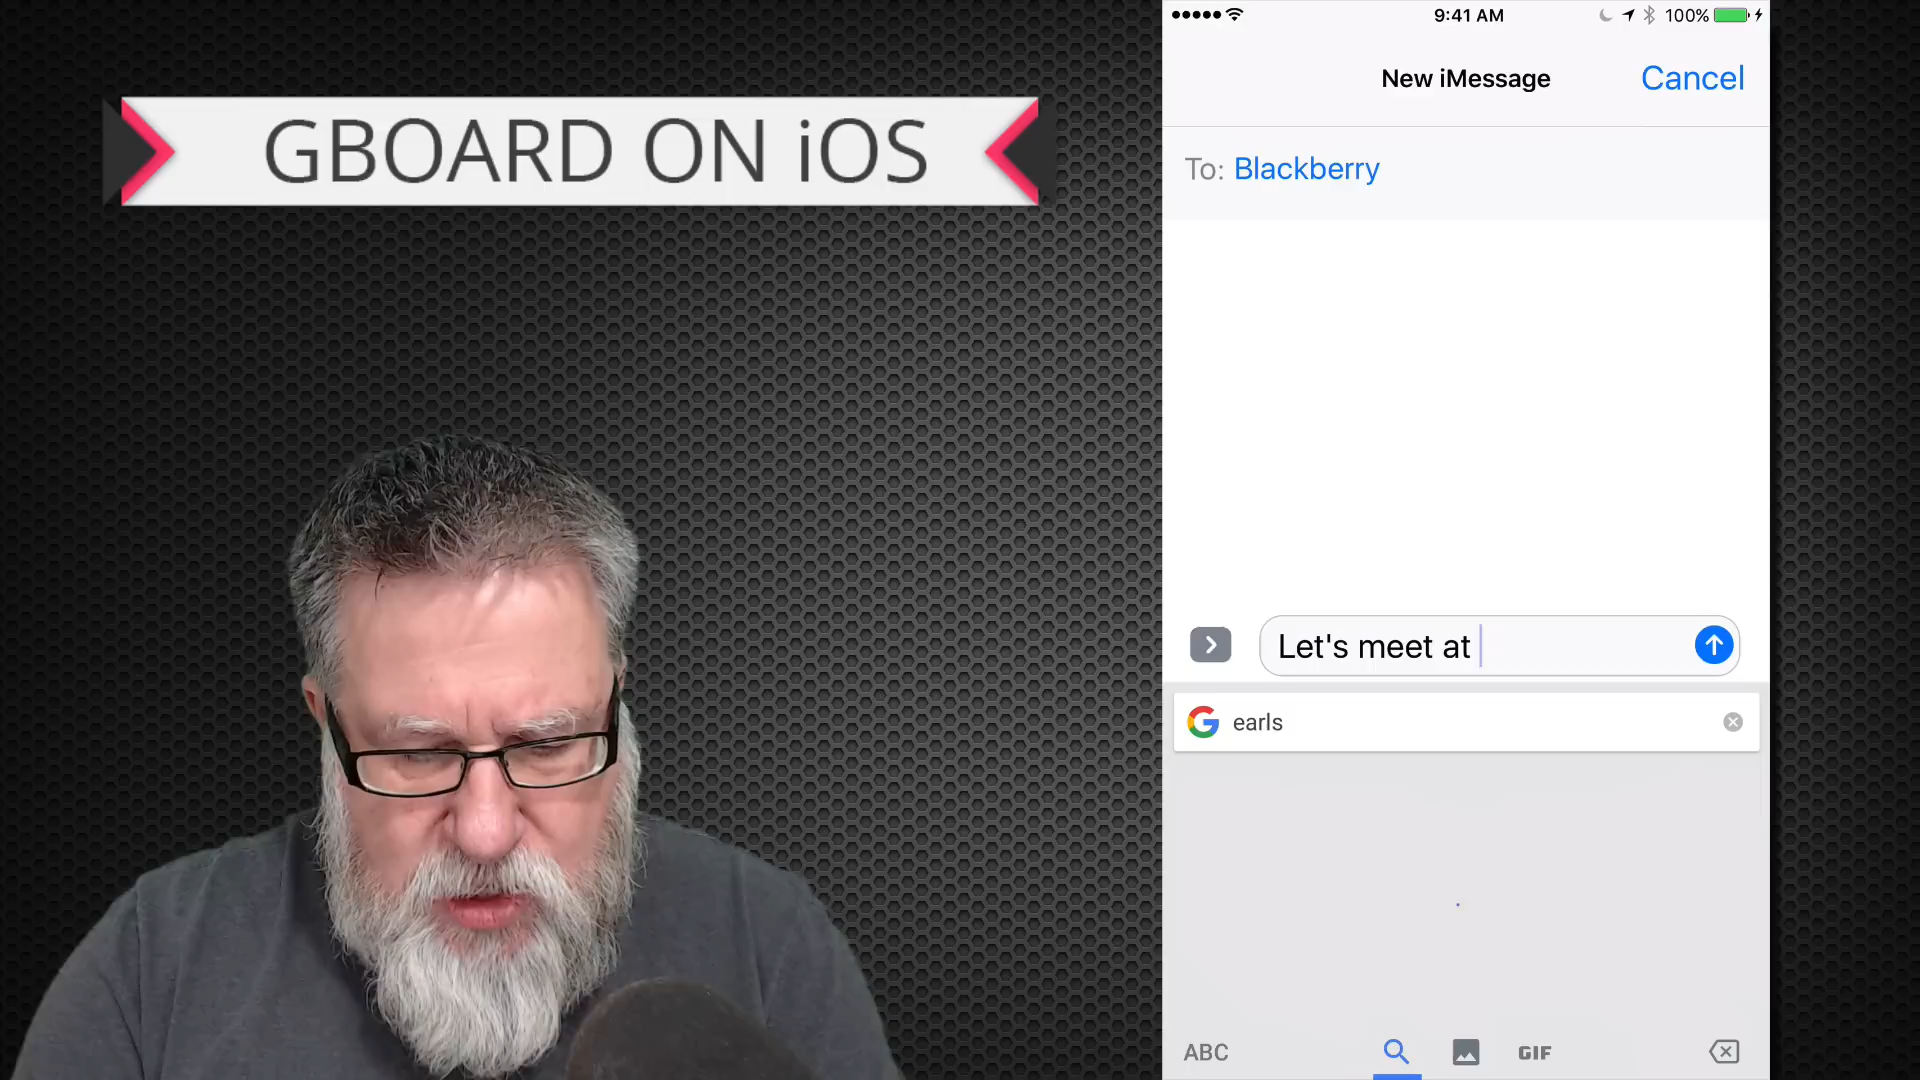 GBOARD ON iOS
9:41 AM
100%
New iMessage
Cancel
To: Blackberry
Let's meet at
earls
ABC
GIF